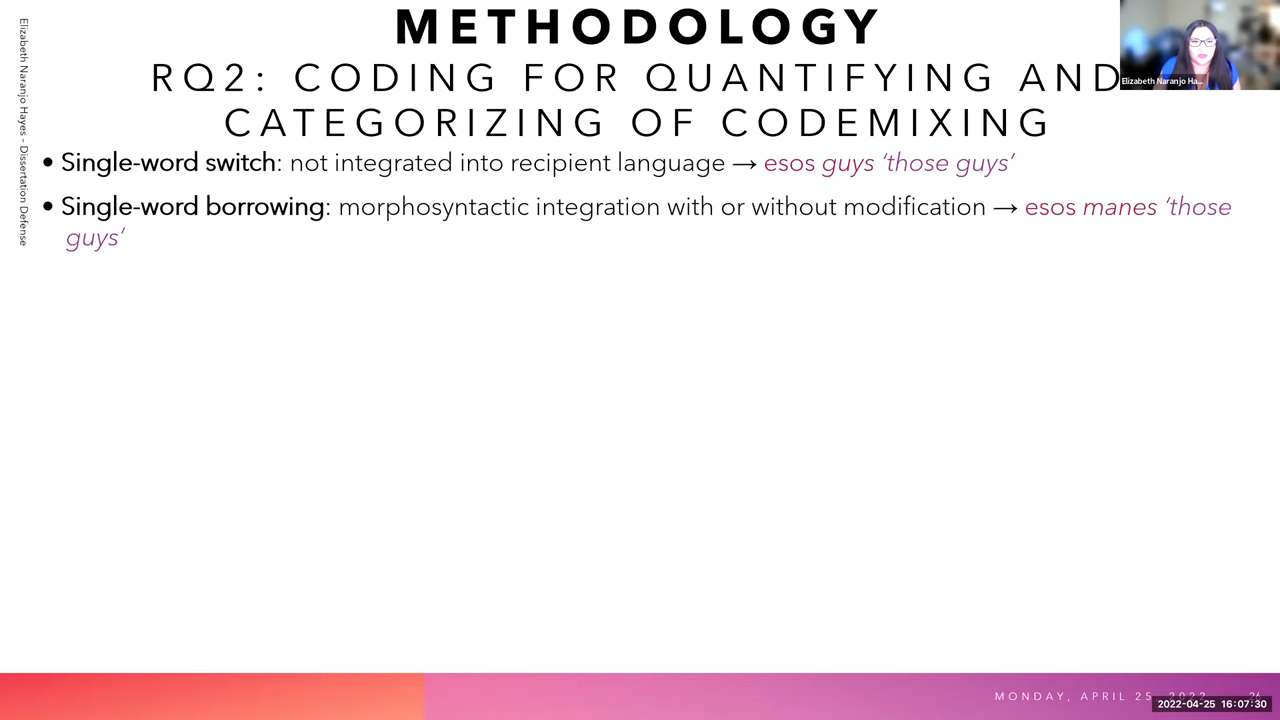 METHODOLOGY
RQ2: CODING FOR QUANTIFYING AND
CATEGORIZING OF CODEMIXING
• Single-word switch: not integrated into recipient language → esos guys ‘those guys’
• Single-word borrowing: morphosyntactic integration with or without modification → esos manes ‘those
guys’
Elizabeth Naranjo Hayes – Dissertation Defense
Elizabeth Naranjo Ha...
MONDAY, APRIL 25, 2022
26
2022-04-25 16:07:30